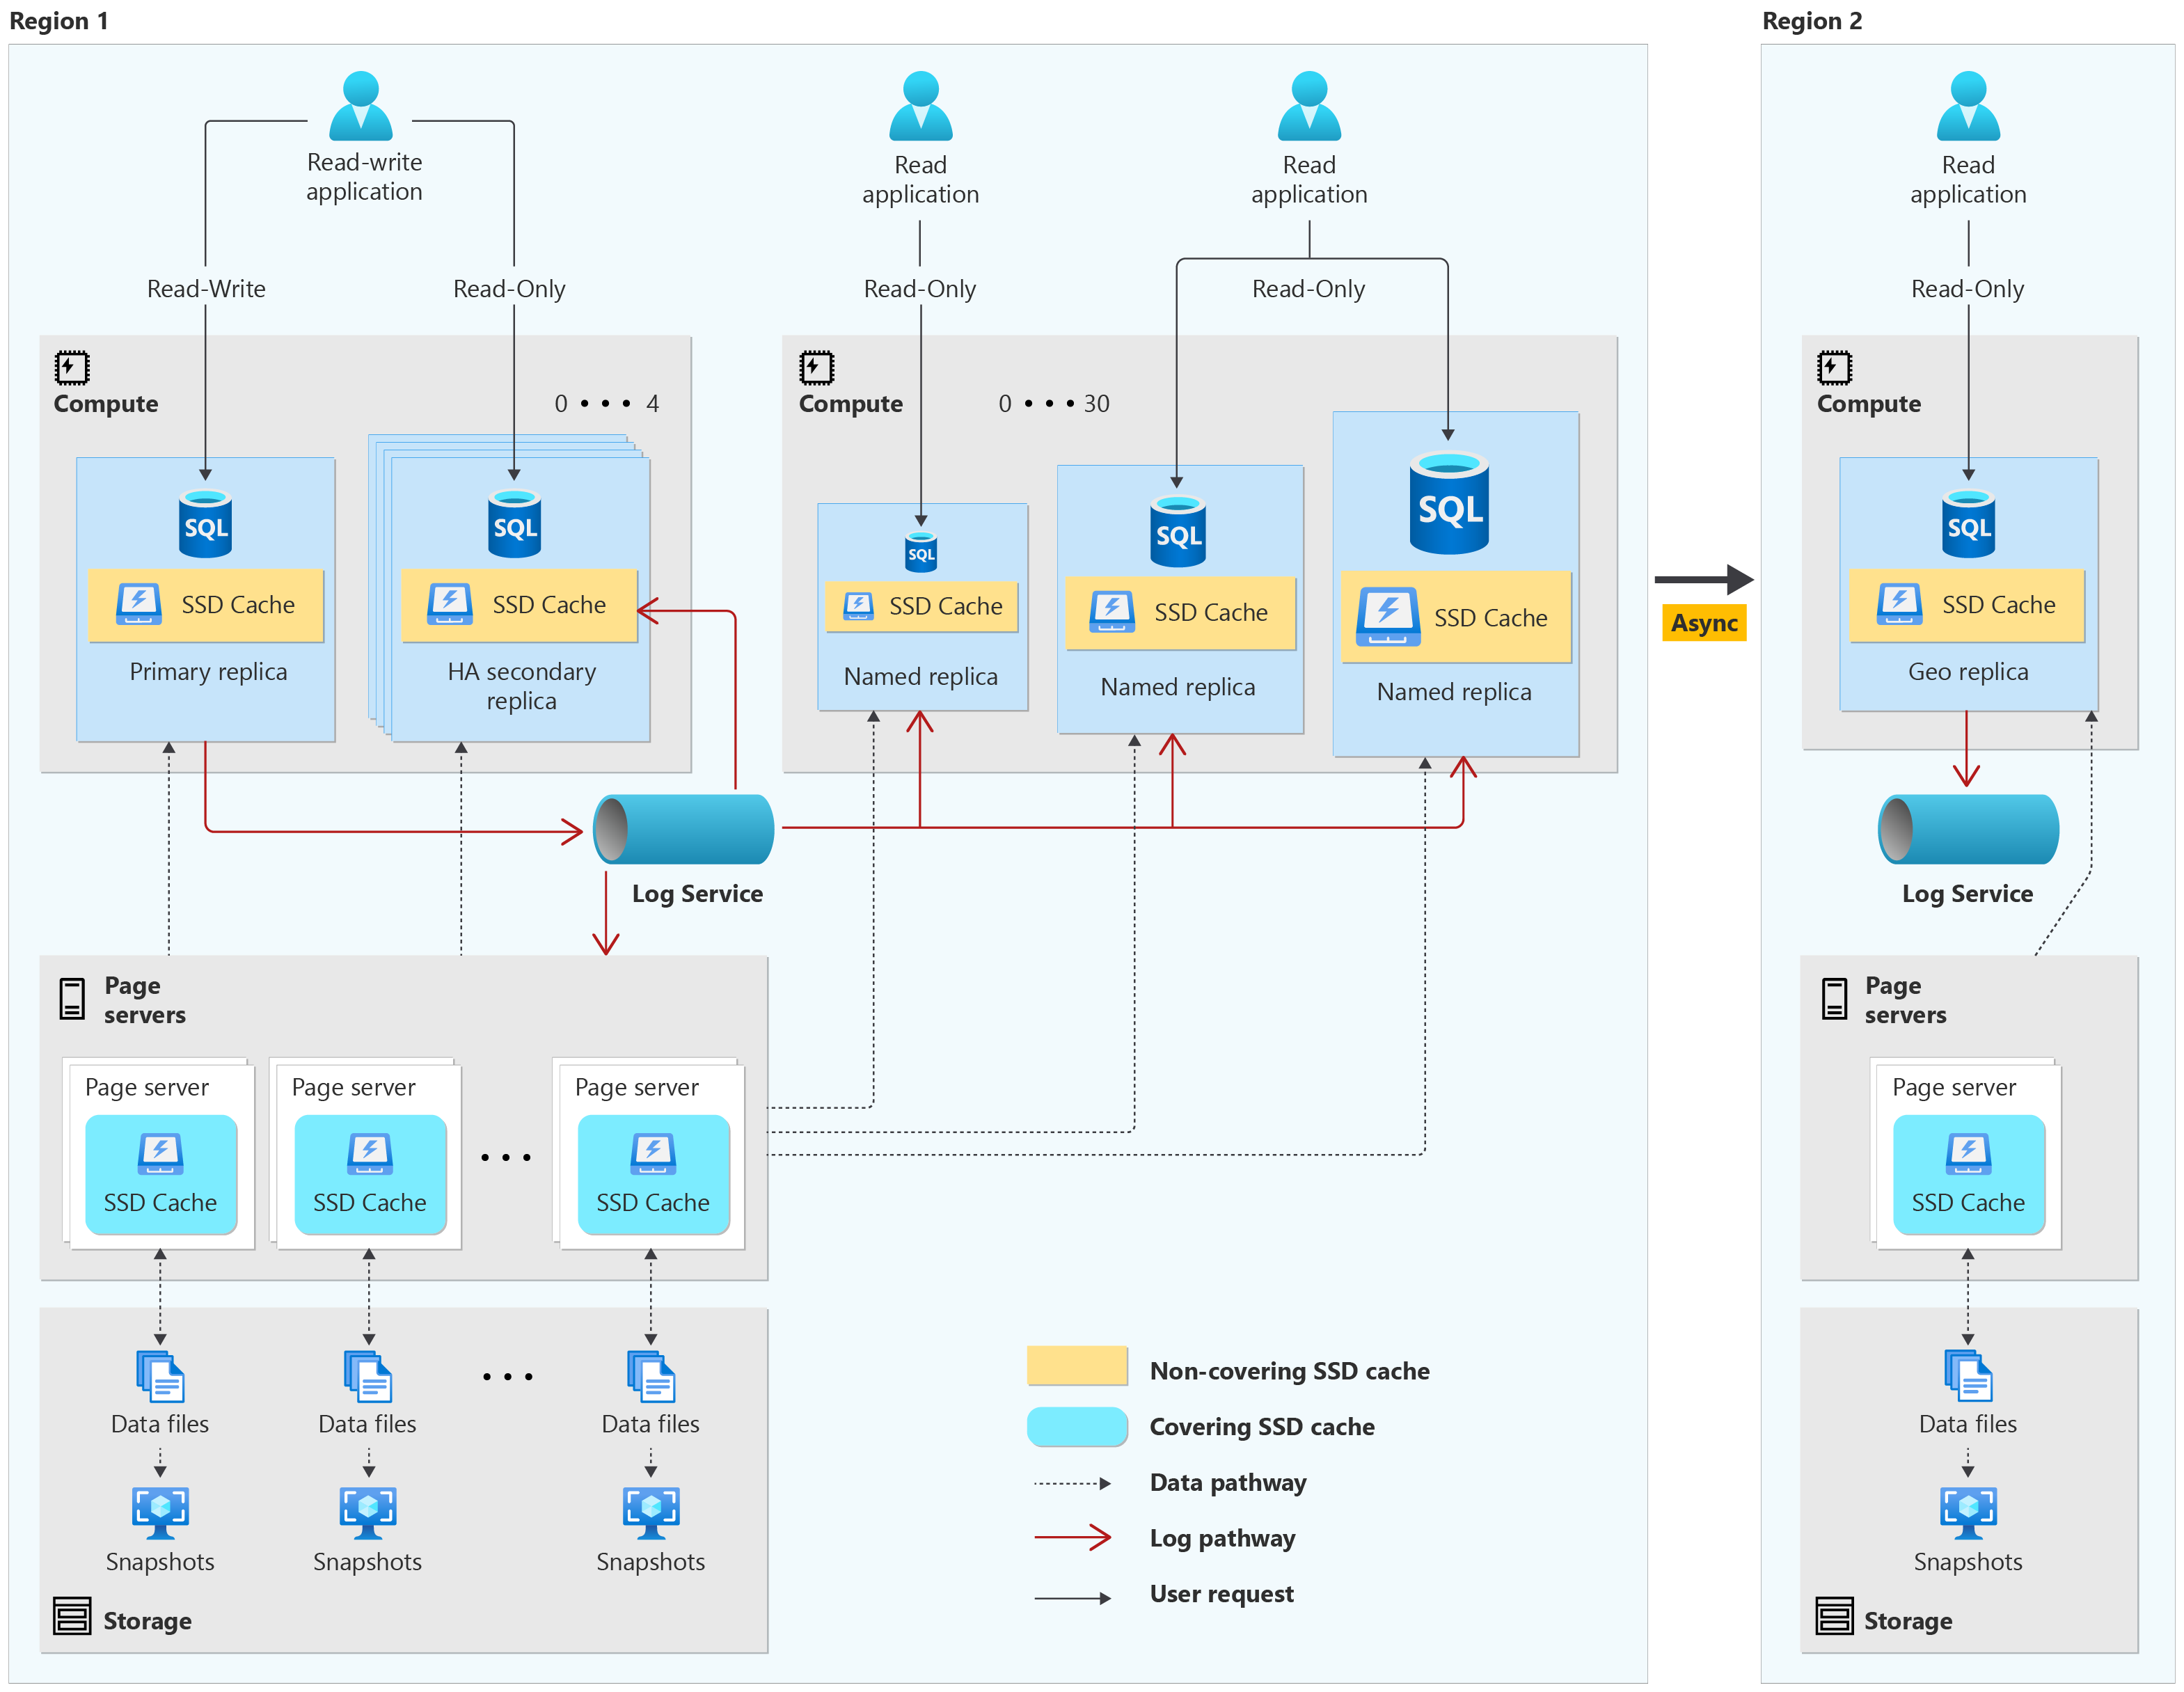 Region 1
Region 2
Read-write
application
Read
application
Read
application
Read
application
Read-Write
Read-Only
Read-Only
Read-Only
Read-Only
Compute
0 • • • 4
Compute
0 • • • 30
Compute
SQL
SQL
SQL
SQL
SQL
SQL
SSD Cache
SSD Cache
SSD Cache
SSD Cache
SSD Cache
SSD Cache
Async
Primary replica
HA secondary
replica
Named replica
Named replica
Named replica
Geo replica
Log Service
Log Service
Page
servers
Page
servers
Page server
Page server
Page server
Page server
SSD Cache
SSD Cache
• • •
SSD Cache
SSD Cache
• • •
Data files
Data files
Data files
Data files
Snapshots
Snapshots
Snapshots
Snapshots
Storage
Storage
Non-covering SSD cache
Covering SSD cache
Data pathway
Log pathway
User request